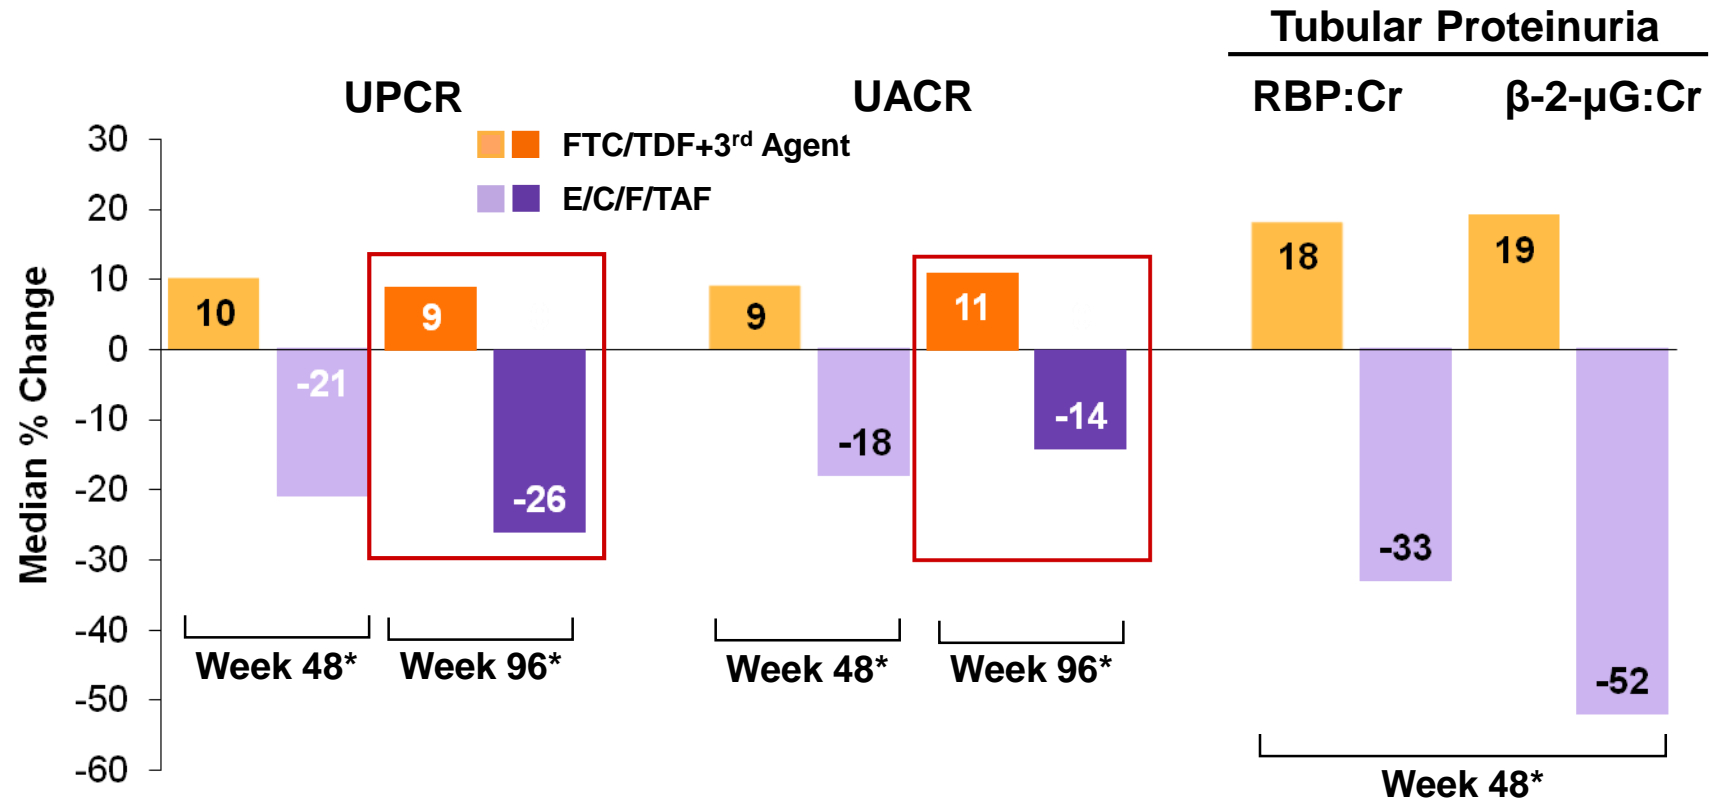 Tubular Proteinuria
UPCR
UACR
RBP:Cr
β-2-µG:Cr
FTC/TDF+3rd Agent
E/C/F/TAF
Median % Change
30
20
10
0
-10
-20
-30
-40
-50
-60
10
-21
9
-26
9
-18
11
-14
18
-33
19
-52
Week 48*
Week 96*
Week 48*
Week 96*
Week 48*